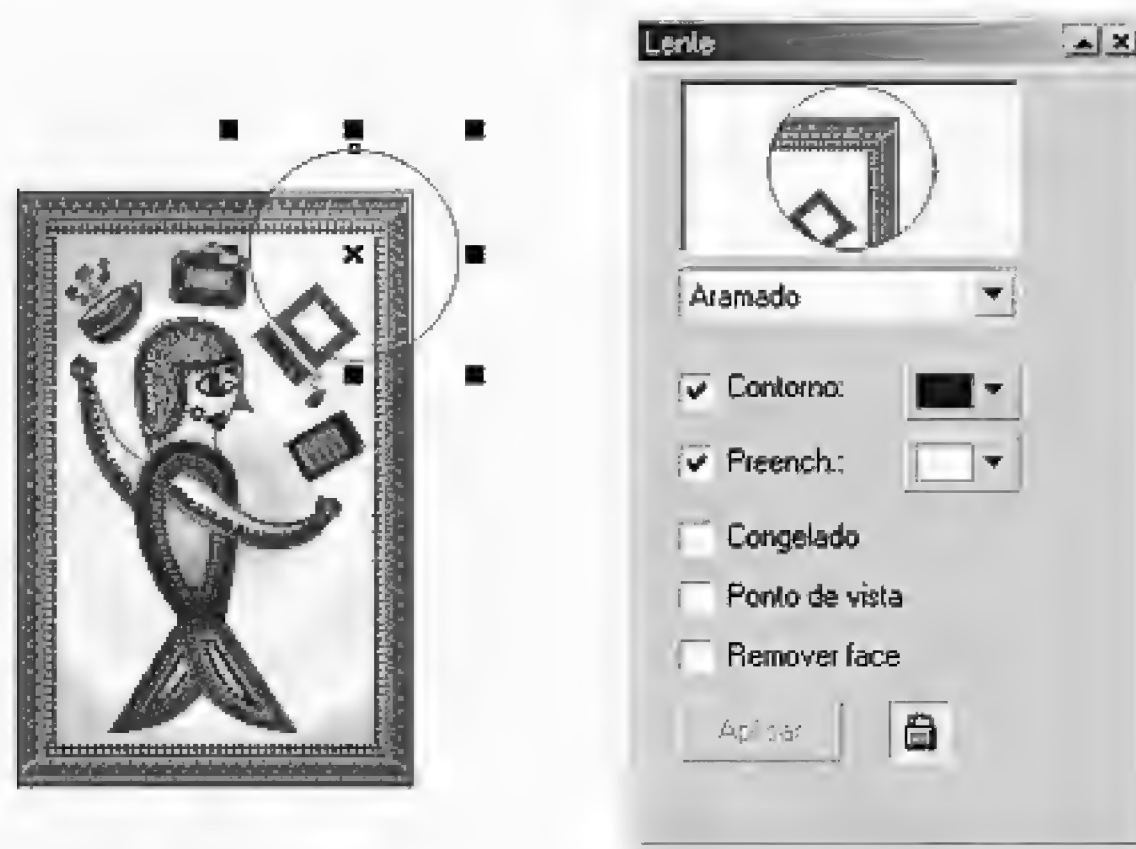 Lente
Aramado
Contorno:
Preench.:
Congelado
Ponto de vista
Remover face
Aplicar